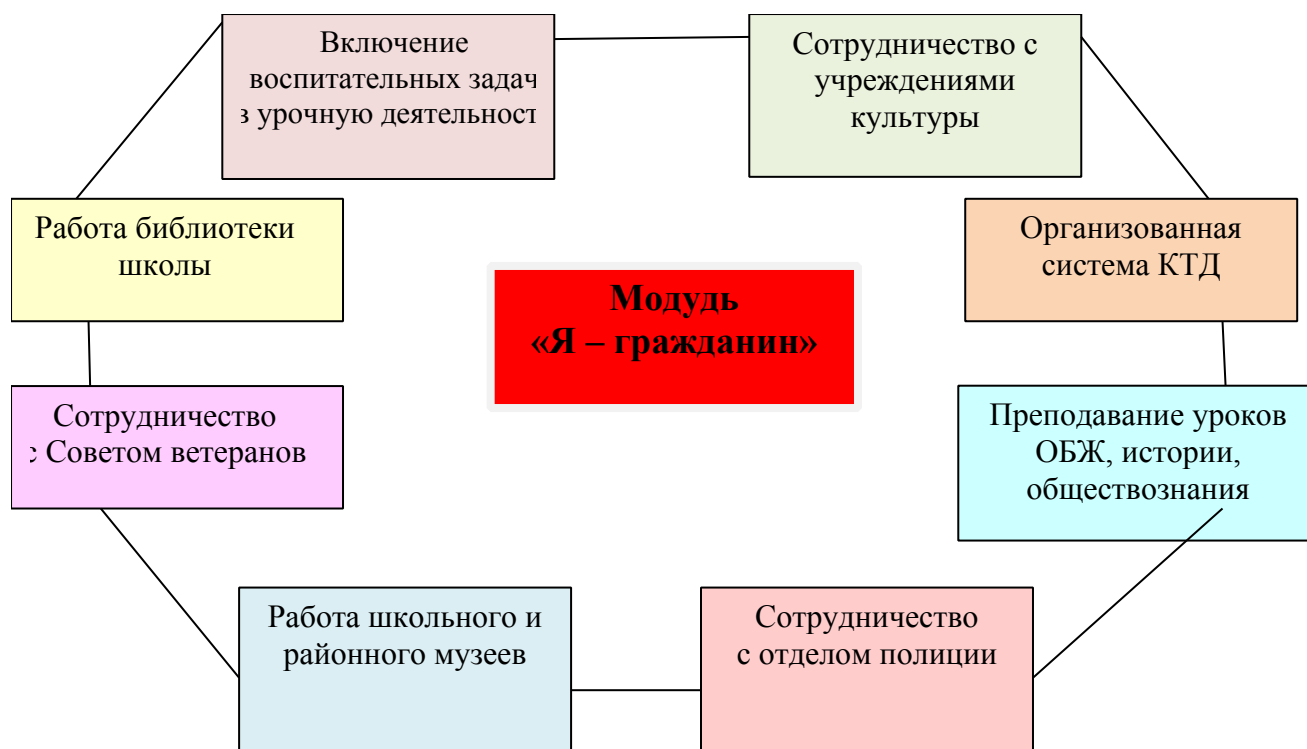 Включение
воспитательных задач
в урочную деятельност
Сотрудничество с
учреждениями
культуры
Работа библиотеки
школы
Организованная
система КТД
Модудь
«Я – гражданин»
Сотрудничество
с Советом ветеранов
Преподавание уроков
ОБЖ, истории,
обществознания
Работа школьного и
районного музеев
Сотрудничество
с отделом полиции